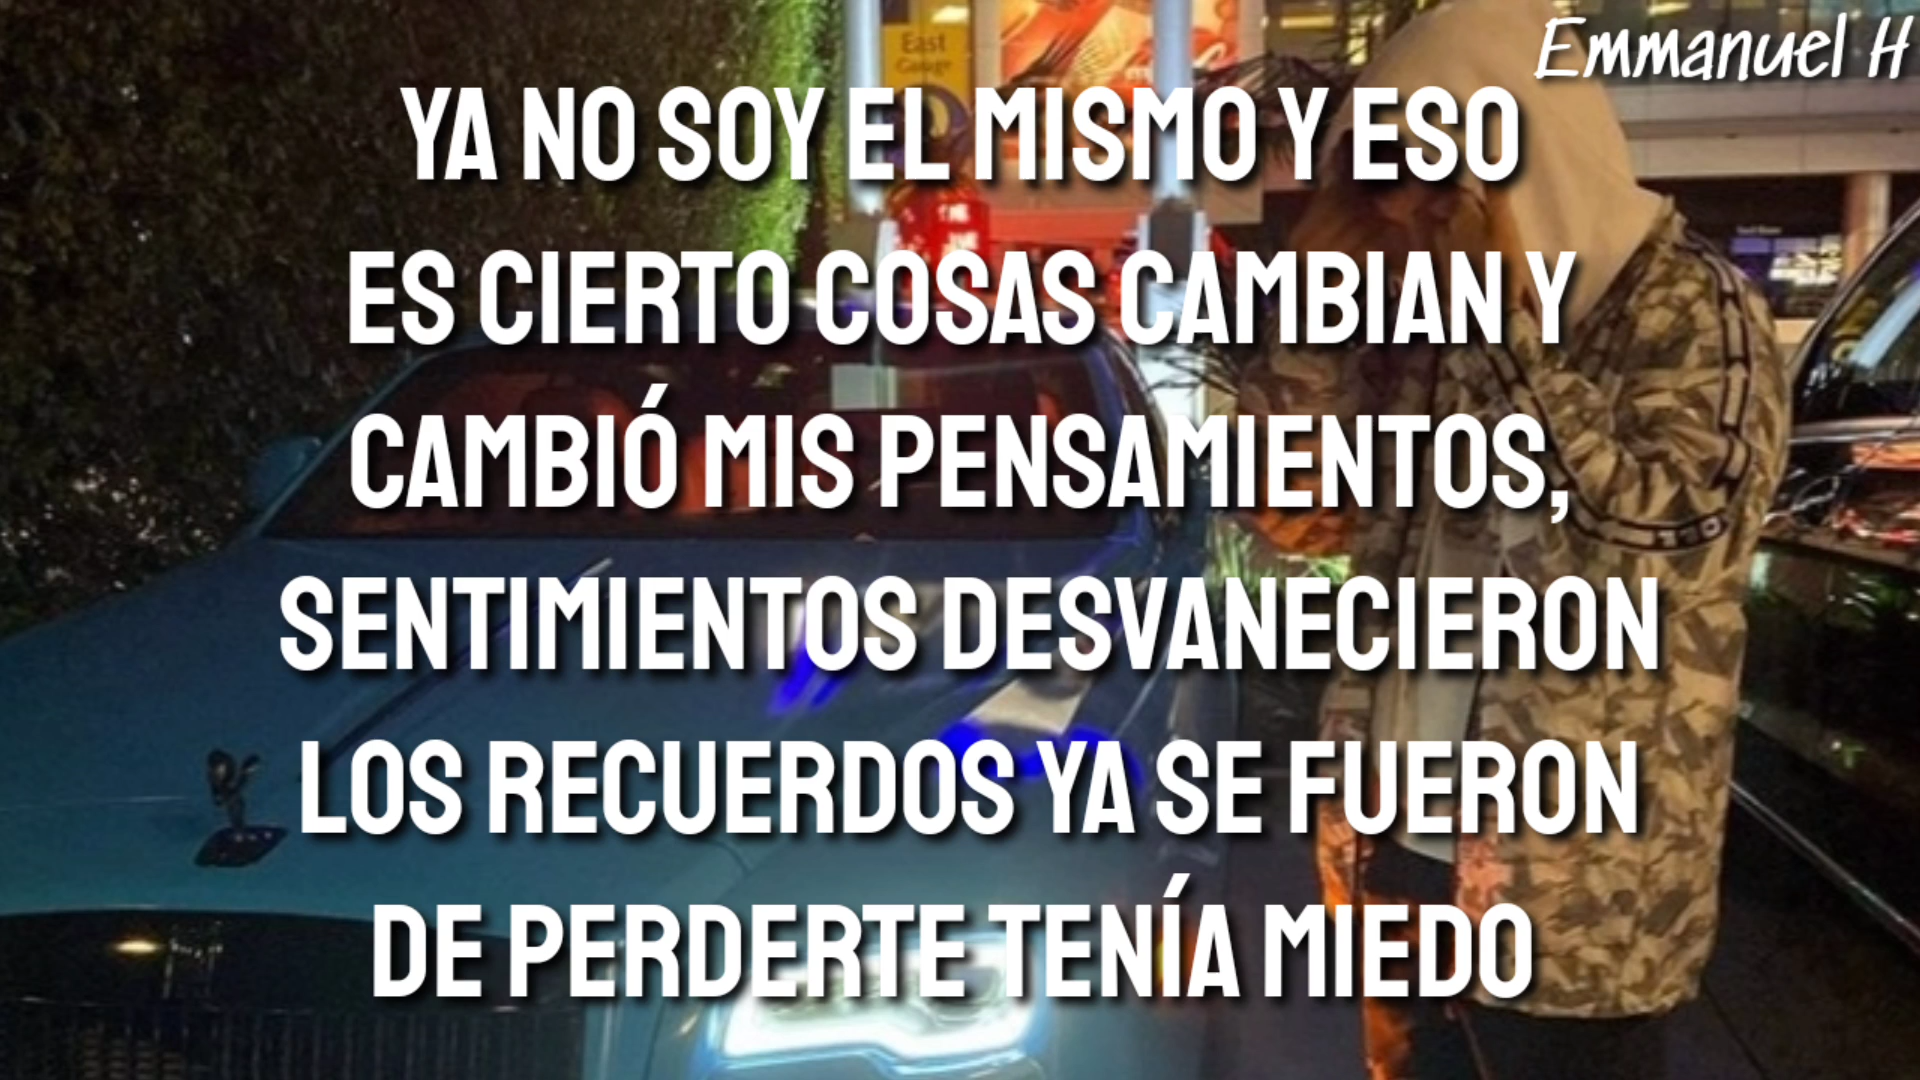 Emmanuel H
YA NO SOY EL MISMO Y ESO
ES CIERTO COSAS CAMBIAN Y
CAMBIÓ MIS PENSAMIENTOS,
SENTIMIENTOS DESVANECIERON
LOS RECUERDOS YA SE FUERON
DE PERDERTE TENÍA MIEDO
East